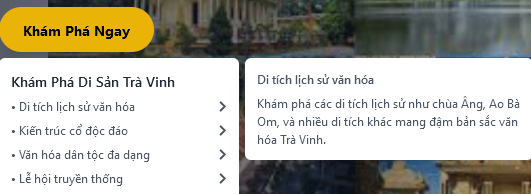 Khám Phá Ngay
Khám Phá Di Sản Trà Vinh
• Di tích lịch sử văn hóa
• Kiến trúc cổ độc đáo
• Văn hóa dân tộc đa dạng
• Lễ hội truyền thống
Di tích lịch sử văn hóa
Khám phá các di tích lịch sử như chùa Âng, Ao Bà
Om, và nhiều di tích khác mang đậm bản sắc văn
hóa Trà Vinh.